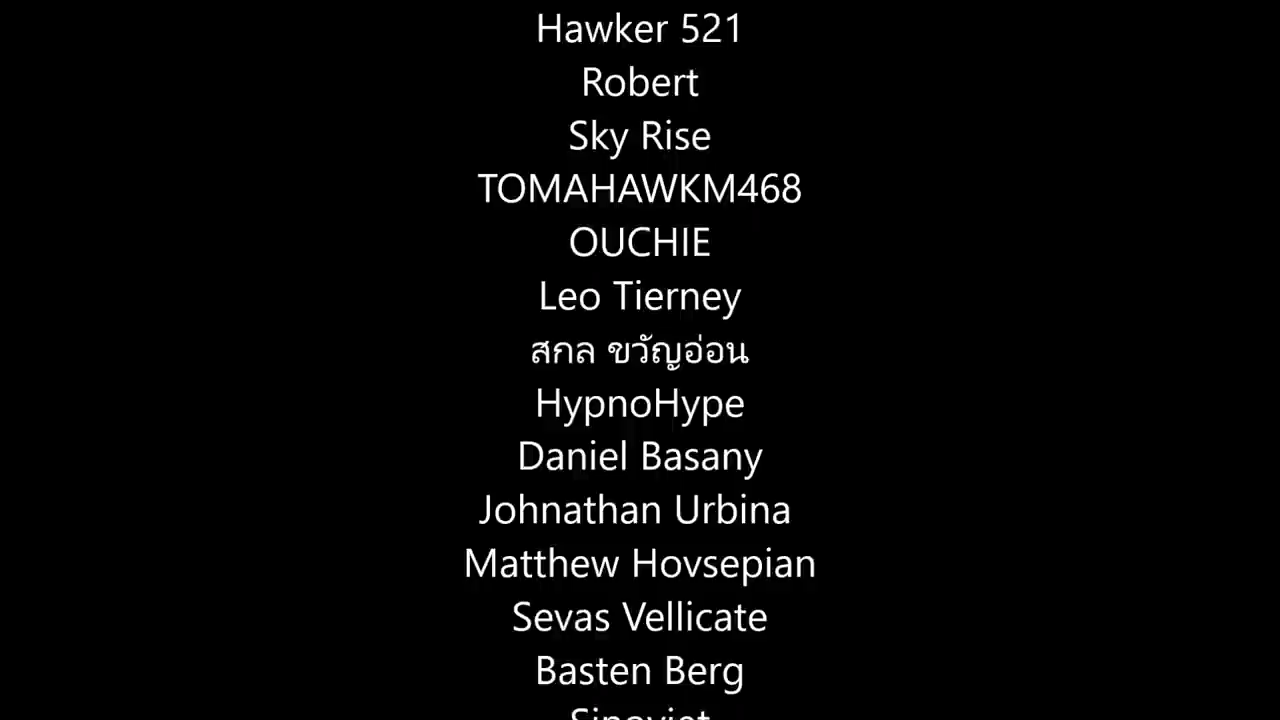 Hawker 521
Robert
Sky Rise
TOMAHAWKM468
OUCHIE
Leo Tierney
สกล ขวัญอ่อน
HypnoHype
Daniel Basany
Johnathan Urbina
Matthew Hovsepian
Sevas Vellicate
Basten Berg